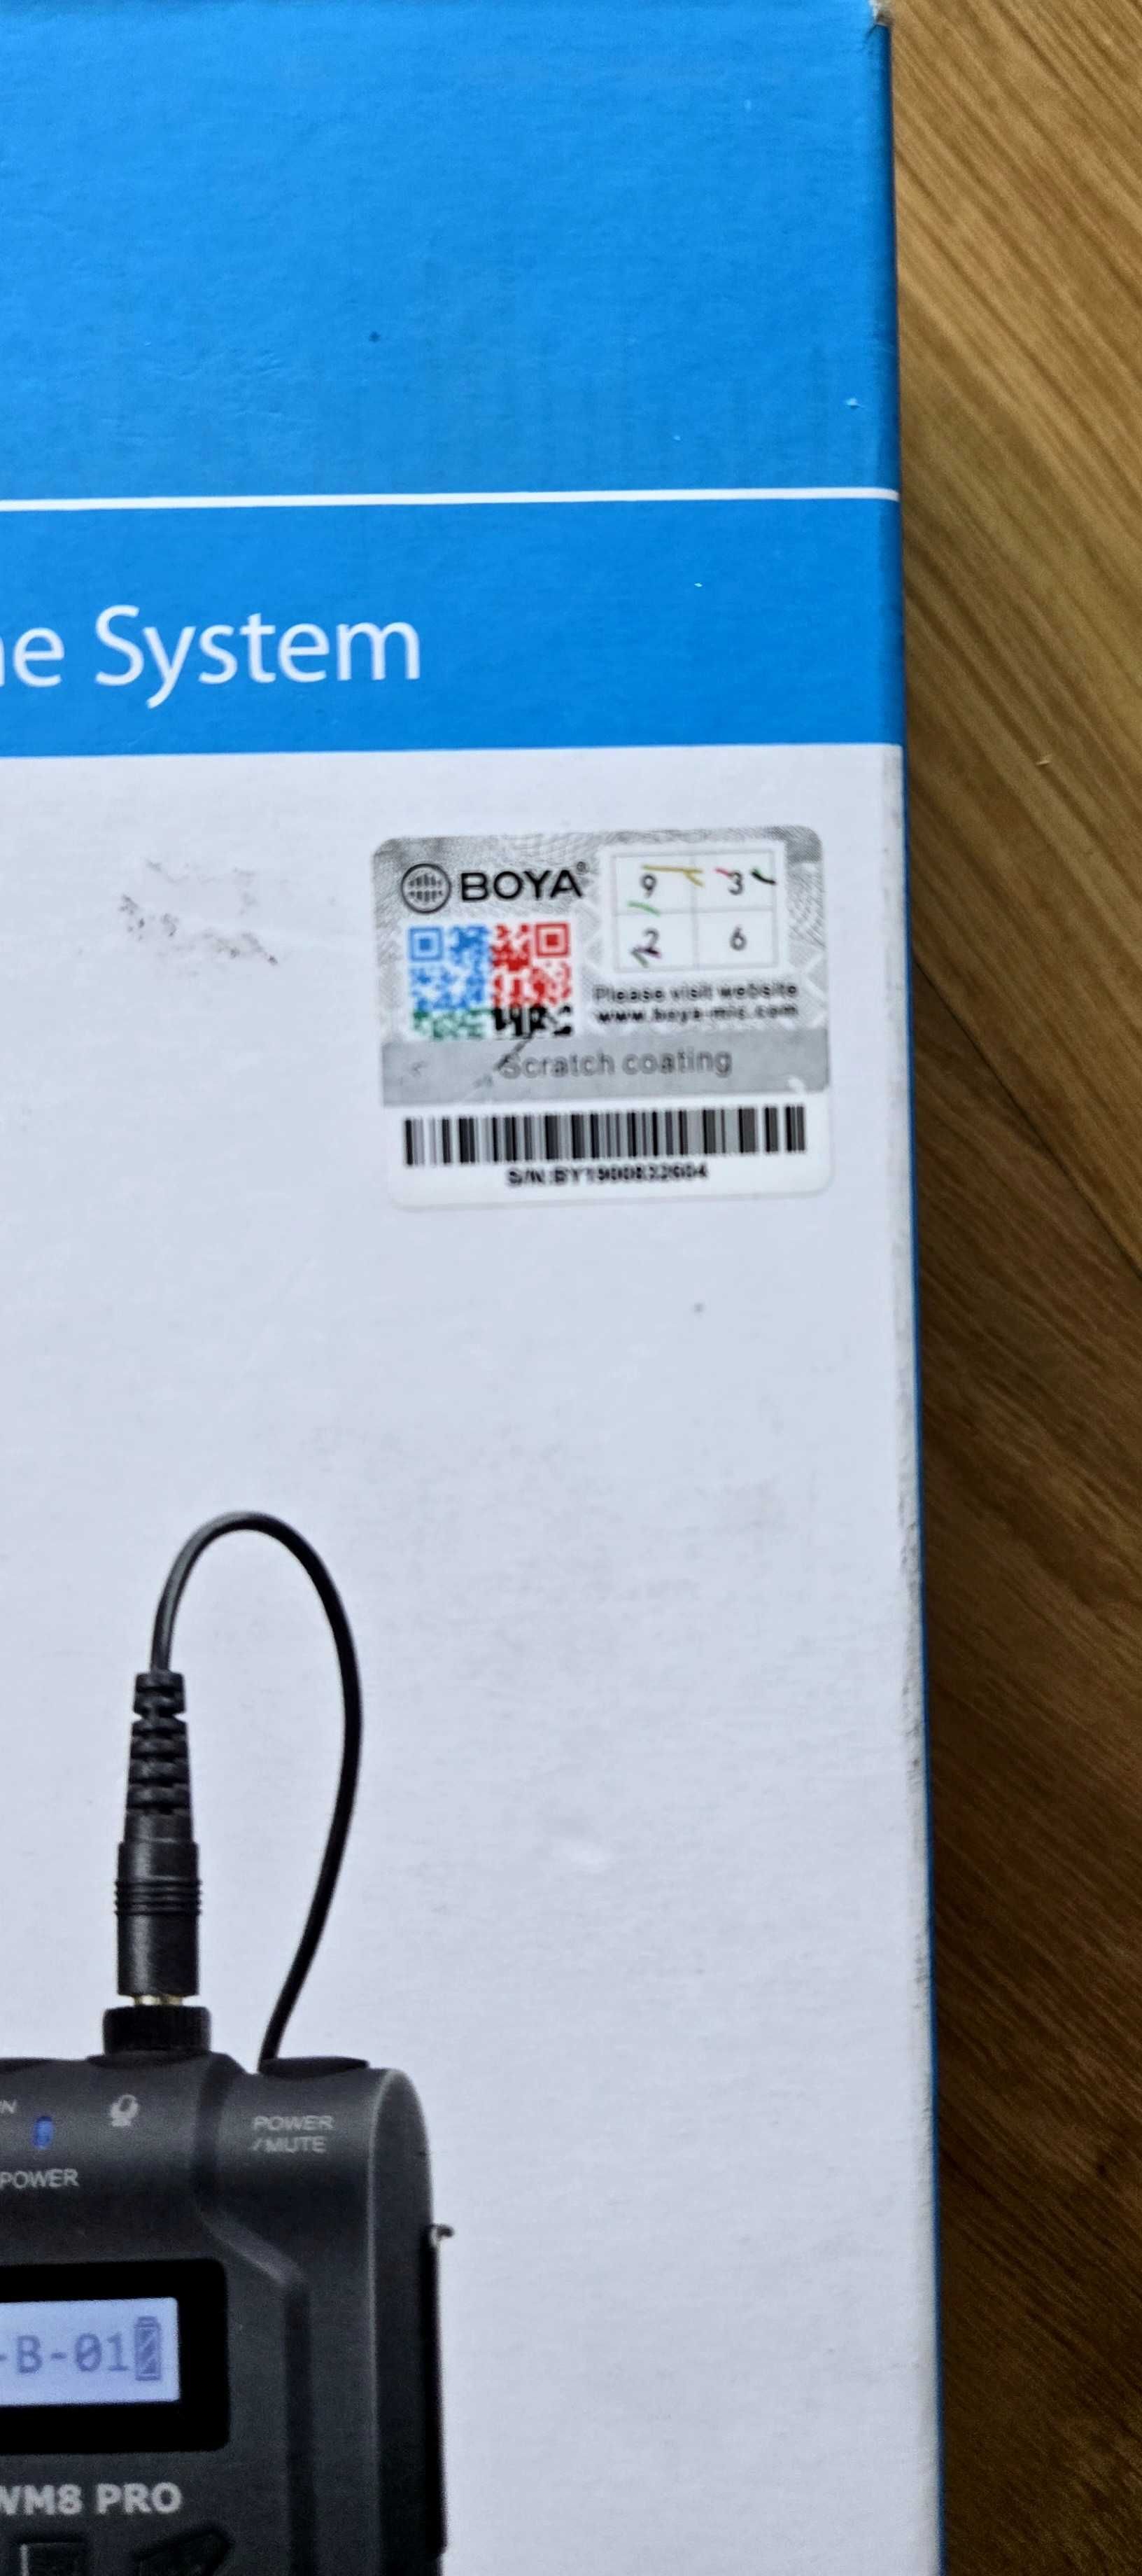 System
BOYA®
9 3
2 6
Please visit website
www.boya-mic.com
Scratch coating
S/N:BY1900832604
POWER
/MUTE
POWER
-B-01
WM8 PRO